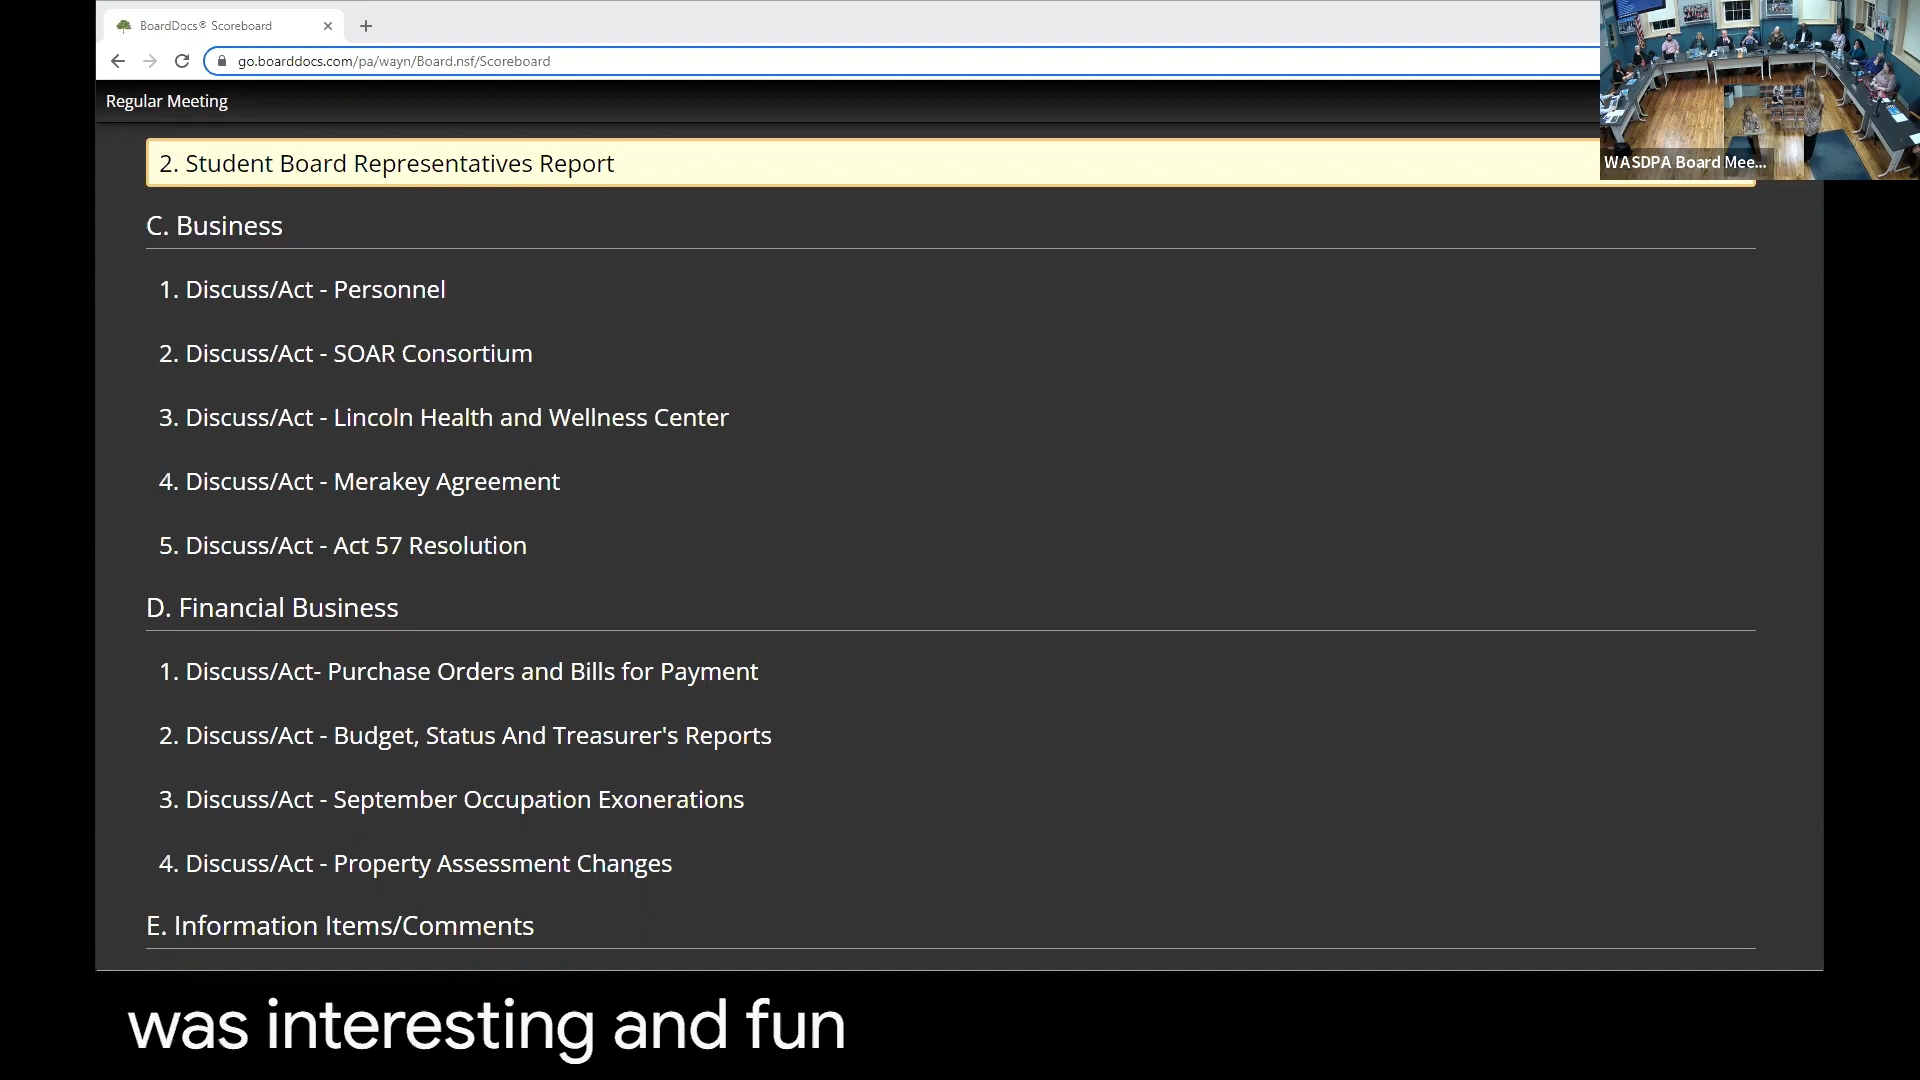 BoardDocs® Scoreboard
go.boarddocs.com/pa/wayn/Board.nsf/Scoreboard
Regular Meeting
WASDPA Board Mee...
2. Student Board Representatives Report
C. Business
1. Discuss/Act - Personnel
2. Discuss/Act - SOAR Consortium
3. Discuss/Act - Lincoln Health and Wellness Center
4. Discuss/Act - Merakey Agreement
5. Discuss/Act - Act 57 Resolution
D. Financial Business
1. Discuss/Act- Purchase Orders and Bills for Payment
2. Discuss/Act - Budget, Status And Treasurer's Reports
3. Discuss/Act - September Occupation Exonerations
4. Discuss/Act - Property Assessment Changes
E. Information Items/Comments
was interesting and fun